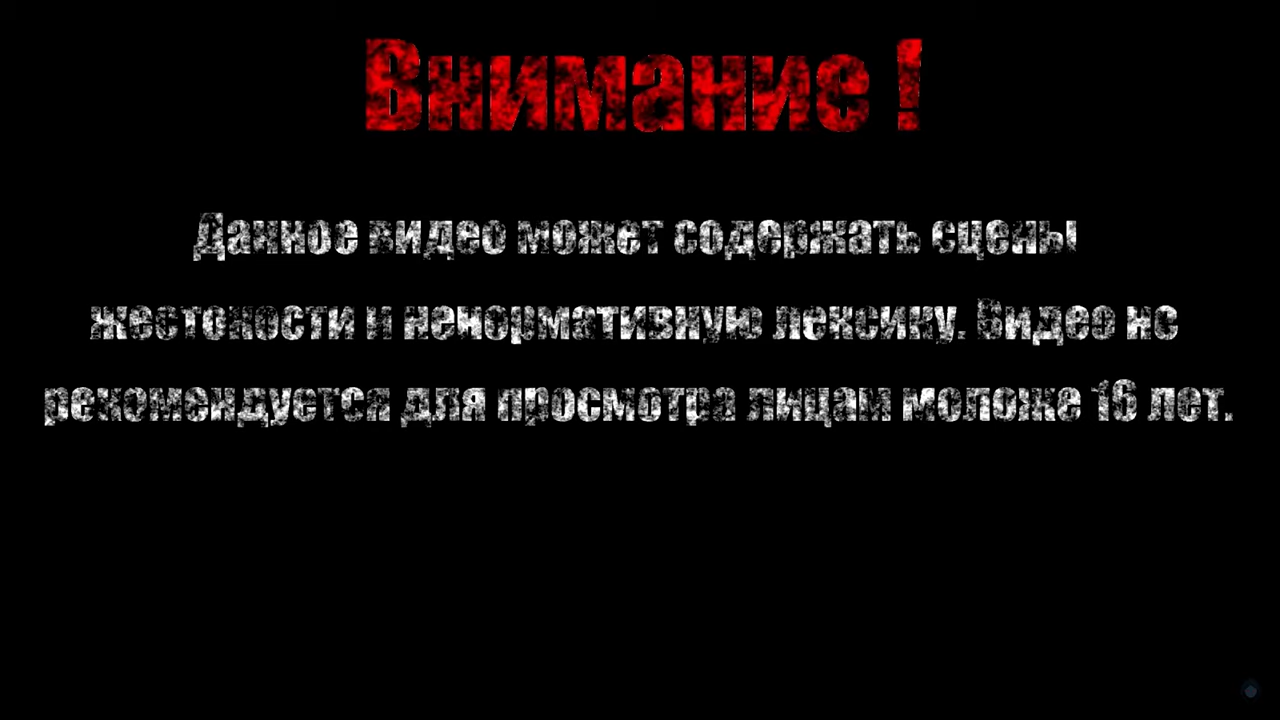 Внимание !
Данное видео может содержать сцены
жестокости и ненормативную лексику. Видео не
рекомендуется для просмотра лицам моложе 16 лет.